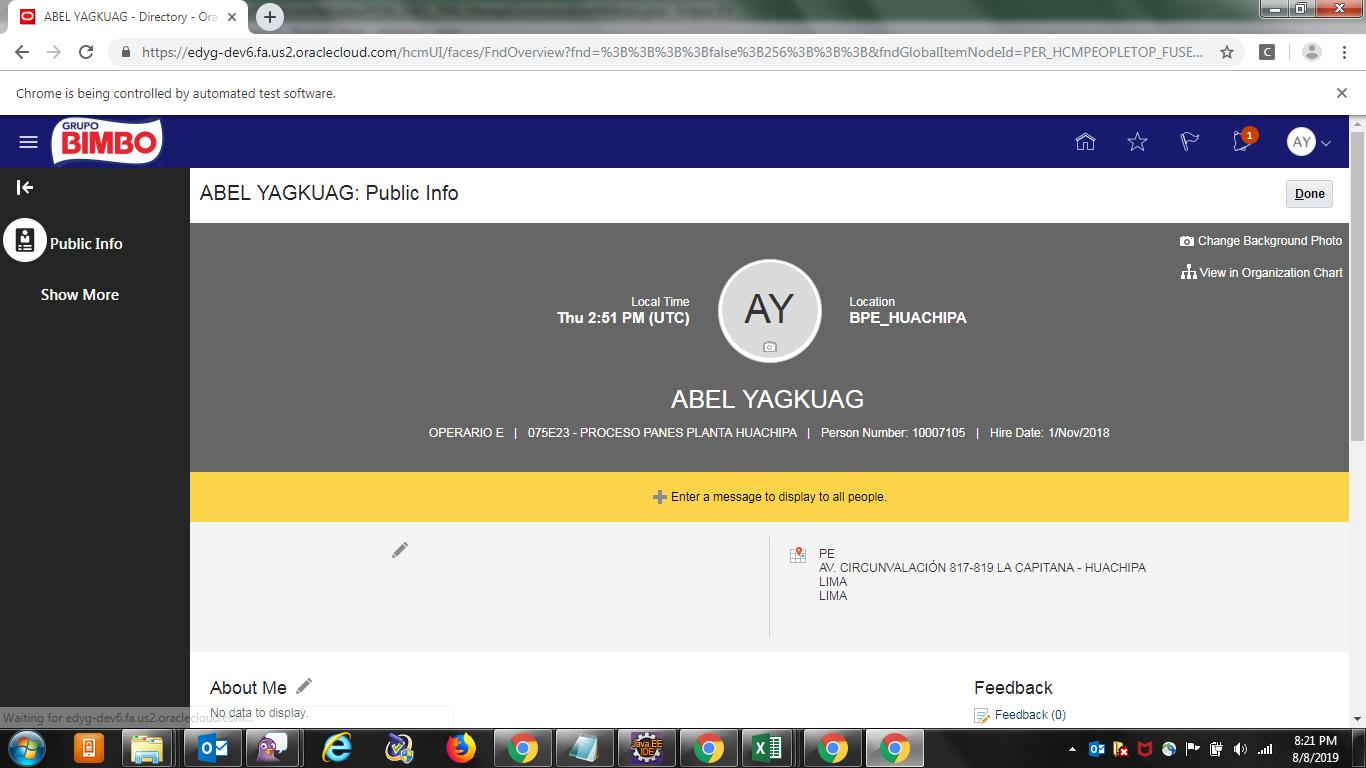 ABEL YAGKUAG - Directory - Ora
https://edyg-dev6.fa.us2.oraclecloud.com/hcmUI/faces/FndOverview?fnd=%3B%3B%3B%3Bfalse%3B256%3B%3B%3B&fndGlobalItemNodeId=PER_HCMPEOPLETOP_FUSE...
C
Chrome is being controlled by automated test software.
GRUPO
BIMBO
1
AY
ABEL YAGKUAG: Public Info
Done
Public Info
Show More
Change Background Photo
View in Organization Chart
Local Time
Thu 2:51 PM (UTC)
AY
Location
BPE_HUACHIPA
ABEL YAGKUAG
OPERARIO E | 075E23 - PROCESO PANES PLANTA HUACHIPA | Person Number: 10007105 | Hire Date: 1/Nov/2018
Enter a message to display to all people.
PE
AV. CIRCUNVALACIÓN 817-819 LA CAPITANA - HUACHIPA
LIMA
LIMA
About Me
No data to display.
Feedback
Feedback (0)
Waiting for edyg-dev6.fa.us2.oraclecloud.com...
Java EE
IDE
8:21 PM
8/8/2019